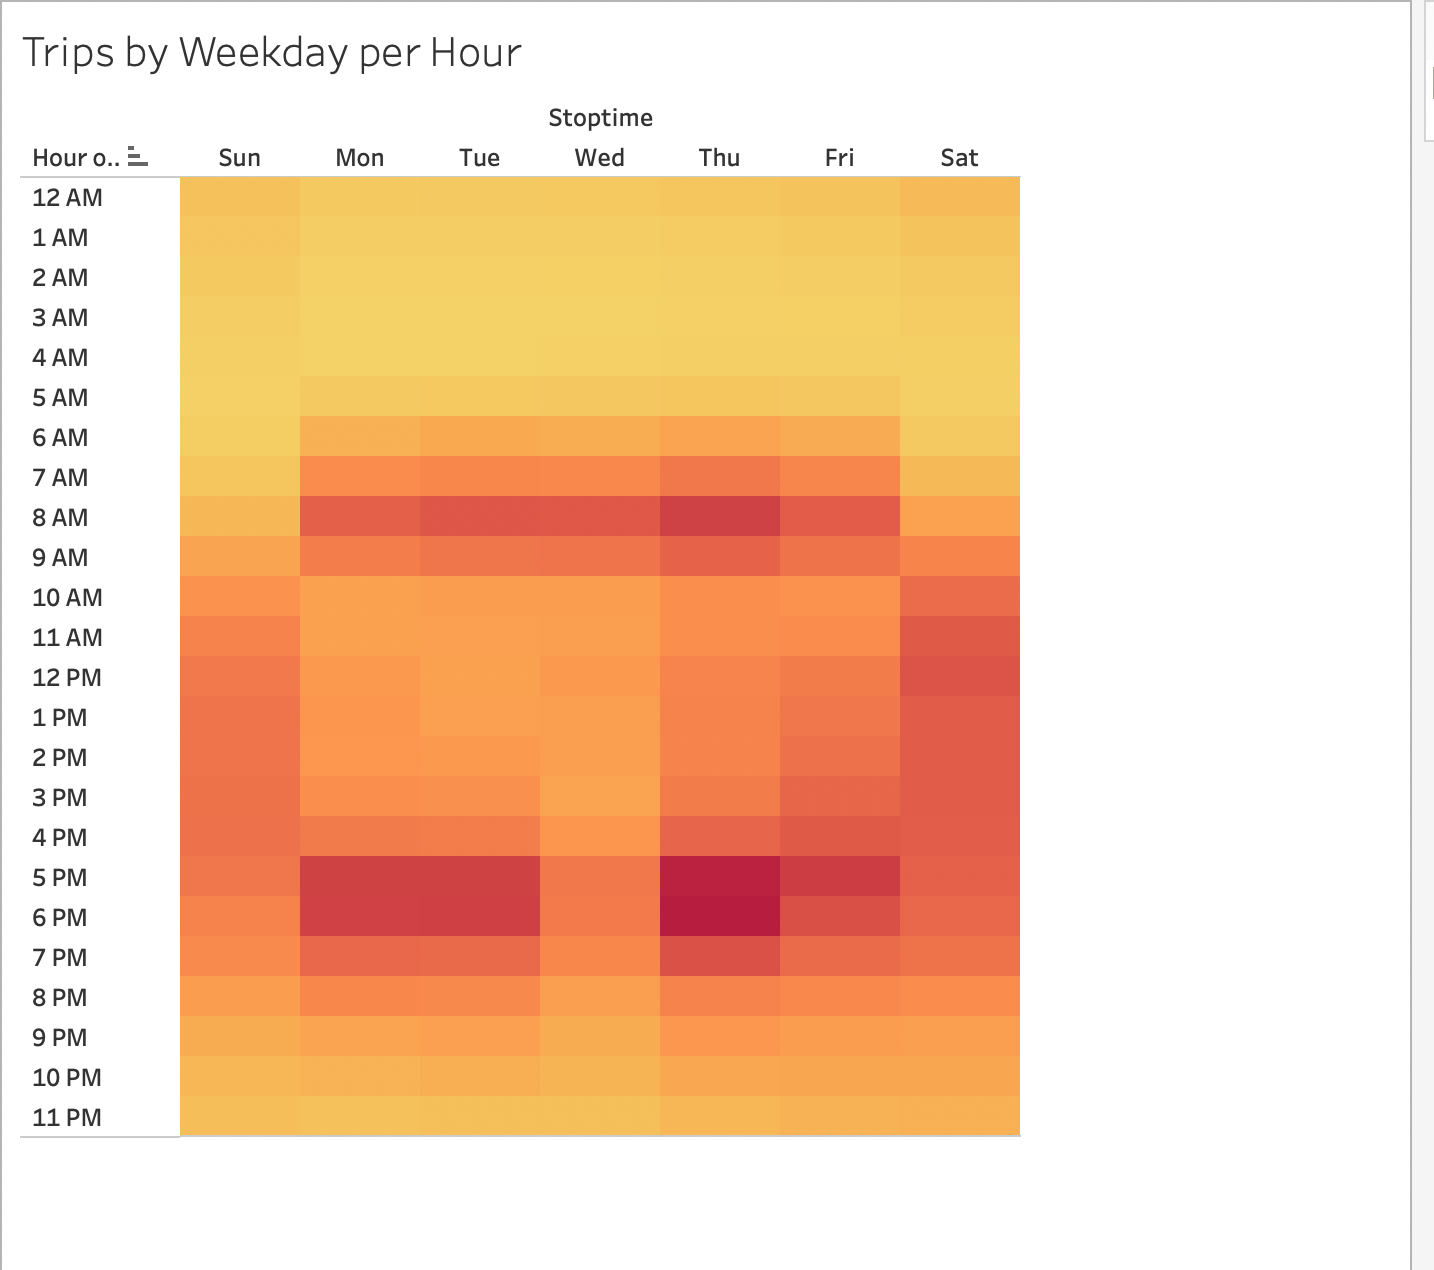 Trips by Weekday per Hour
Stoptime
Hour o.. Sun Mon Tue Wed Thu Fri Sat
12 AM
1 AM
2 AM
3 AM
4 AM
5 AM
6 AM
7 AM
8 AM
9 AM
10 AM
11 AM
12 PM
1 PM
2 PM
3 PM
4 PM
5 PM
6 PM
7 PM
8 PM
9 PM
10 PM
11 PM